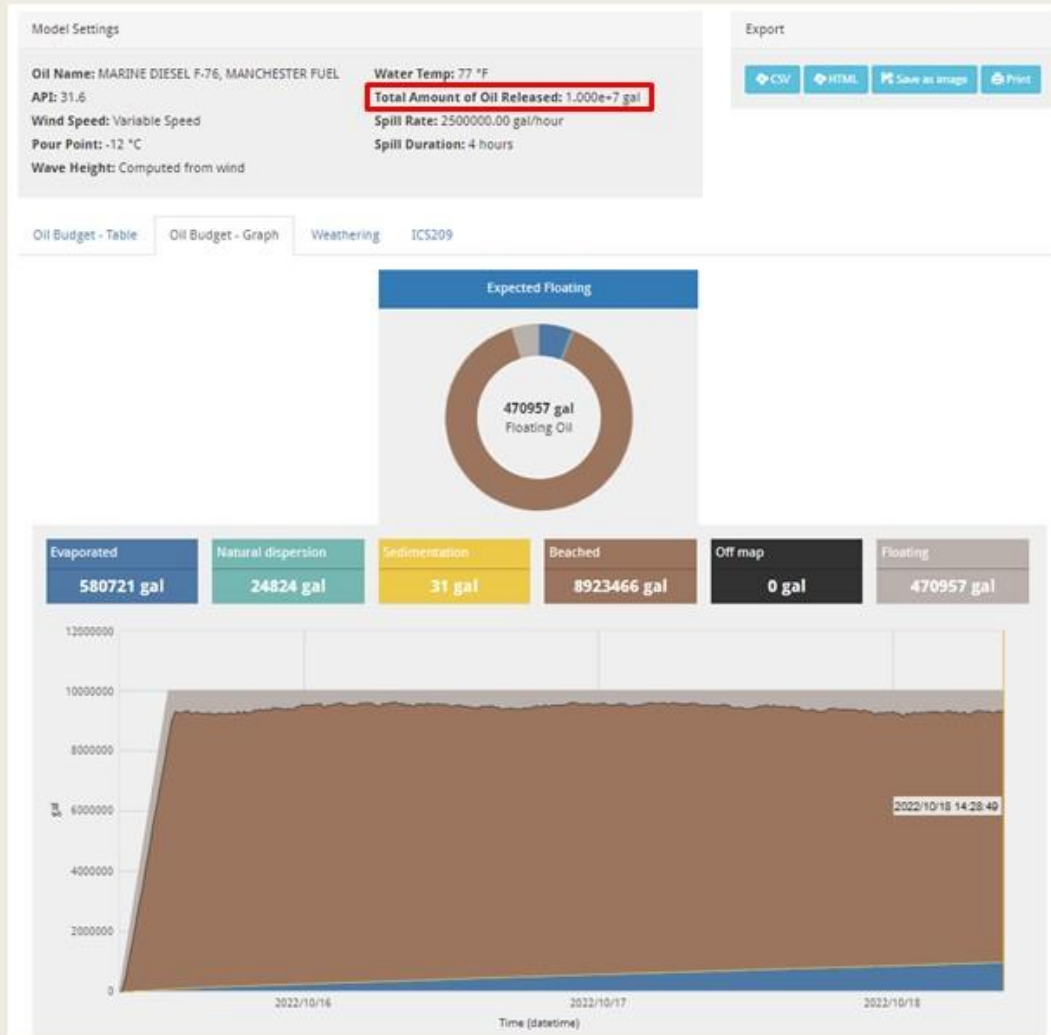 Model Settings
Oil Name: MARINE DIESEL F-76, MANCHESTER FUEL
API: 31.6
Wind Speed: Variable Speed
Pour Point: -12 °C
Wave Height: Computed from wind
Water Temp: 77 °F
Total Amount of Oil Released: 1.000e+7 gal
Spill Rate: 2500000.00 gal/hour
Spill Duration: 4 hours
Export
CSV
HTML
Save as image
Print
Oil Budget - Table
Oil Budget - Graph
Weathering
ICS209
Expected Floating
470957 gal
Floating Oil
Evaporated
580721 gal
Natural dispersion
24824 gal
Sedimentation
31 gal
Beached
8923466 gal
Off map
0 gal
Floating
470957 gal
12000000
10000000
8000000
6000000
4000000
2000000
0
gal
2022/10/18 14:28:49
2022/10/16
2022/10/17
2022/10/18
Time (datetime)